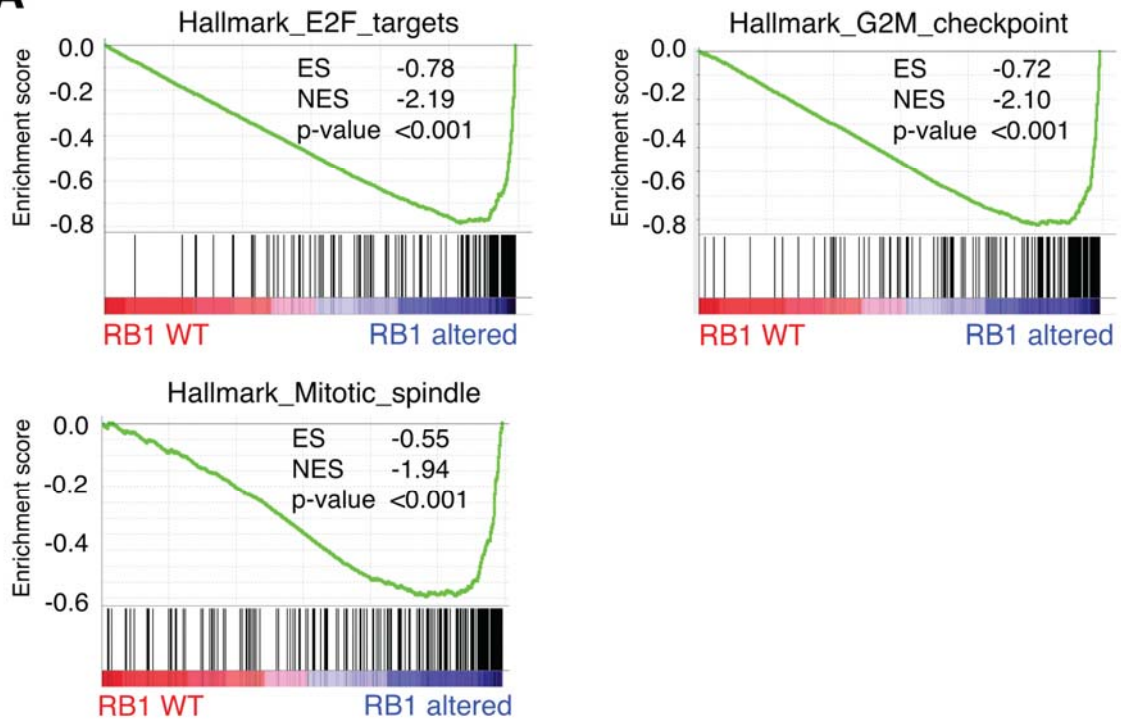 A
Hallmark_E2F_targets
Enrichment score
0.0
-0.2
-0.4
-0.6
-0.8
ES -0.78
NES -2.19
p-value <0.001
RB1 WT RB1 altered
Hallmark_G2M_checkpoint
Enrichment score
0.0
-0.2
-0.4
-0.6
-0.8
ES -0.72
NES -2.10
p-value <0.001
RB1 WT RB1 altered
Hallmark_Mitotic_spindle
Enrichment score
0.0
-0.2
-0.4
-0.6
ES -0.55
NES -1.94
p-value <0.001
RB1 WT RB1 altered